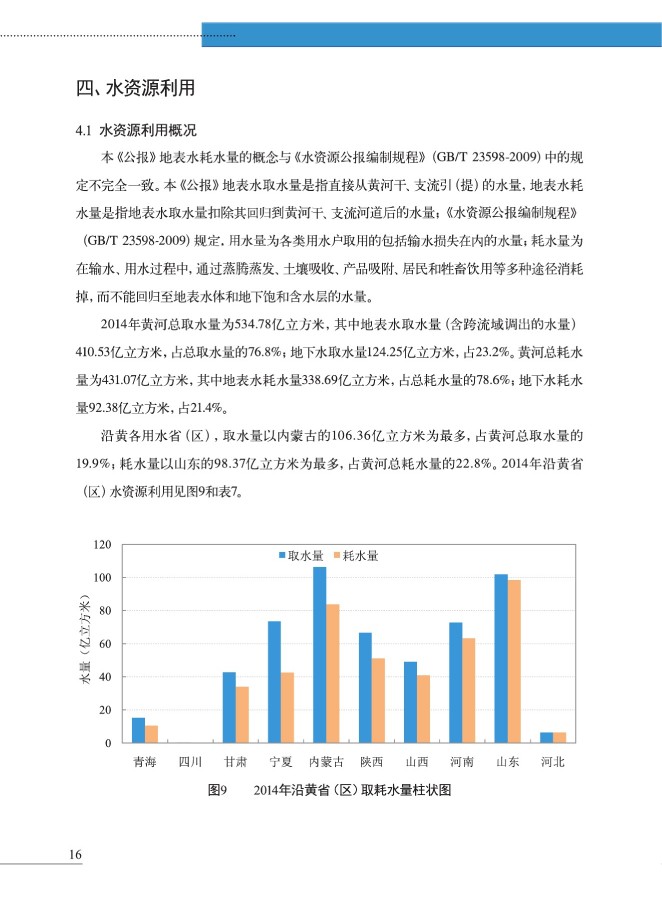 四、水资源利用
4.1 水资源利用概况
本《公报》地表水耗水量的概念与《水资源公报编制规程》(GB/T 23598-2009)中的规
定不完全一致。本《公报》地表水取水量是指直接从黄河干、支流引(提)的水量,地表水耗
水量是指地表水取水量扣除其回归到黄河干、支流河道后的水量;《水资源公报编制规程》
(GB/T 23598-2009)规定,用水量为各类用水户取用的包括输水损失在内的水量;耗水量为
在输水、用水过程中,通过蒸腾蒸发、土壤吸收、产品吸附、居民和牲畜饮用等多种途径消耗
掉,而不能回归至地表水体和地下饱和含水层的水量。
2014年黄河总取水量为534.78亿立方米,其中地表水取水量(含跨流域调出的水量)
410.53亿立方米,占总取水量的76.8%;地下水取水量124.25亿立方米,占23.2%。黄河总耗水
量为431.07亿立方米,其中地表水耗水量338.69亿立方米,占总耗水量的78.6%;地下水耗水
量92.38亿立方米,占21.4%。
沿黄各用水省(区),取水量以内蒙古的106.36亿立方米为最多,占黄河总取水量的
19.9%;耗水量以山东的98.37亿立方米为最多,占黄河总耗水量的22.8%。2014年沿黄省
(区)水资源利用见图9和表7。
取水量 耗水量
水量(亿立方米)
120
100
80
60
40
20
0
青海 四川 甘肃 宁夏 内蒙古 陕西 山西 河南 山东 河北
图9 2014年沿黄省(区)取耗水量柱状图
16